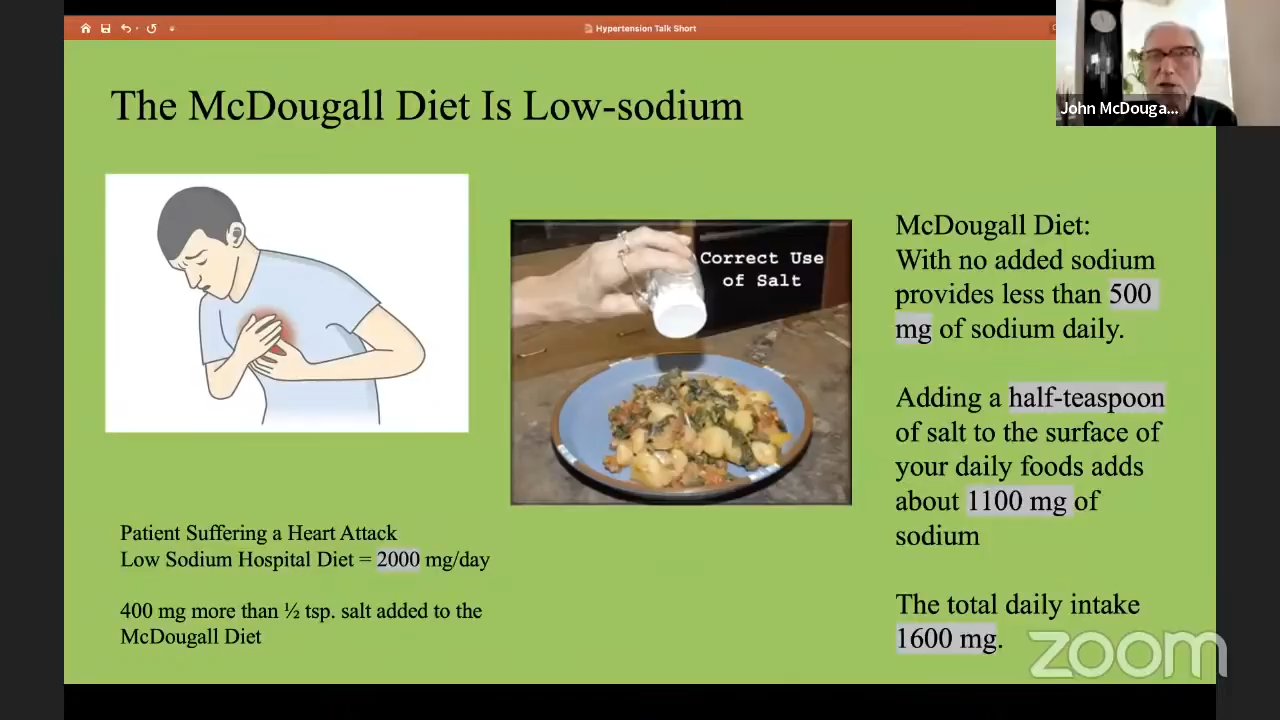 Hypertension Talk Short
John McDouga...
The McDougall Diet Is Low-sodium
Correct Use
of Salt
McDougall Diet:
With no added sodium
provides less than 500
mg of sodium daily.
Adding a half-teaspoon
of salt to the surface of
your daily foods adds
about 1100 mg of
sodium
The total daily intake
1600 mg.
Patient Suffering a Heart Attack
Low Sodium Hospital Diet = 2000 mg/day
400 mg more than ½ tsp. salt added to the
McDougall Diet
zoom